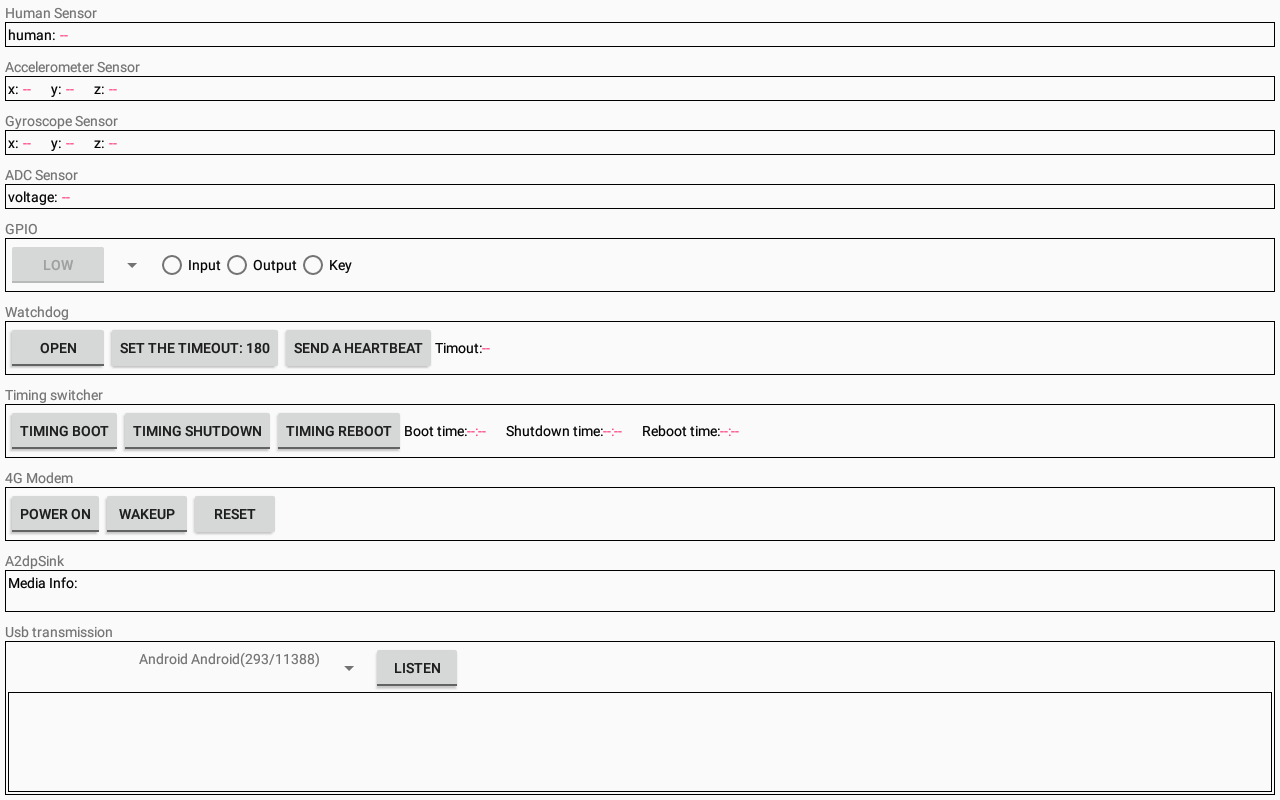 Human Sensor
human: --
Accelerometer Sensor
x: -- y: -- z: --
Gyroscope Sensor
x: -- y: -- z: --
ADC Sensor
voltage: --
GPIO
LOW Input Output Key
Watchdog
OPEN SET THE TIMEOUT: 180 SEND A HEARTBEAT Timout:--
Timing switcher
TIMING BOOT TIMING SHUTDOWN TIMING REBOOT Boot time:--:-- Shutdown time:--:-- Reboot time:--:--
4G Modem
POWER ON WAKEUP RESET
A2dpSink
Media Info:
Usb transmission
Android Android(293/11388) LISTEN